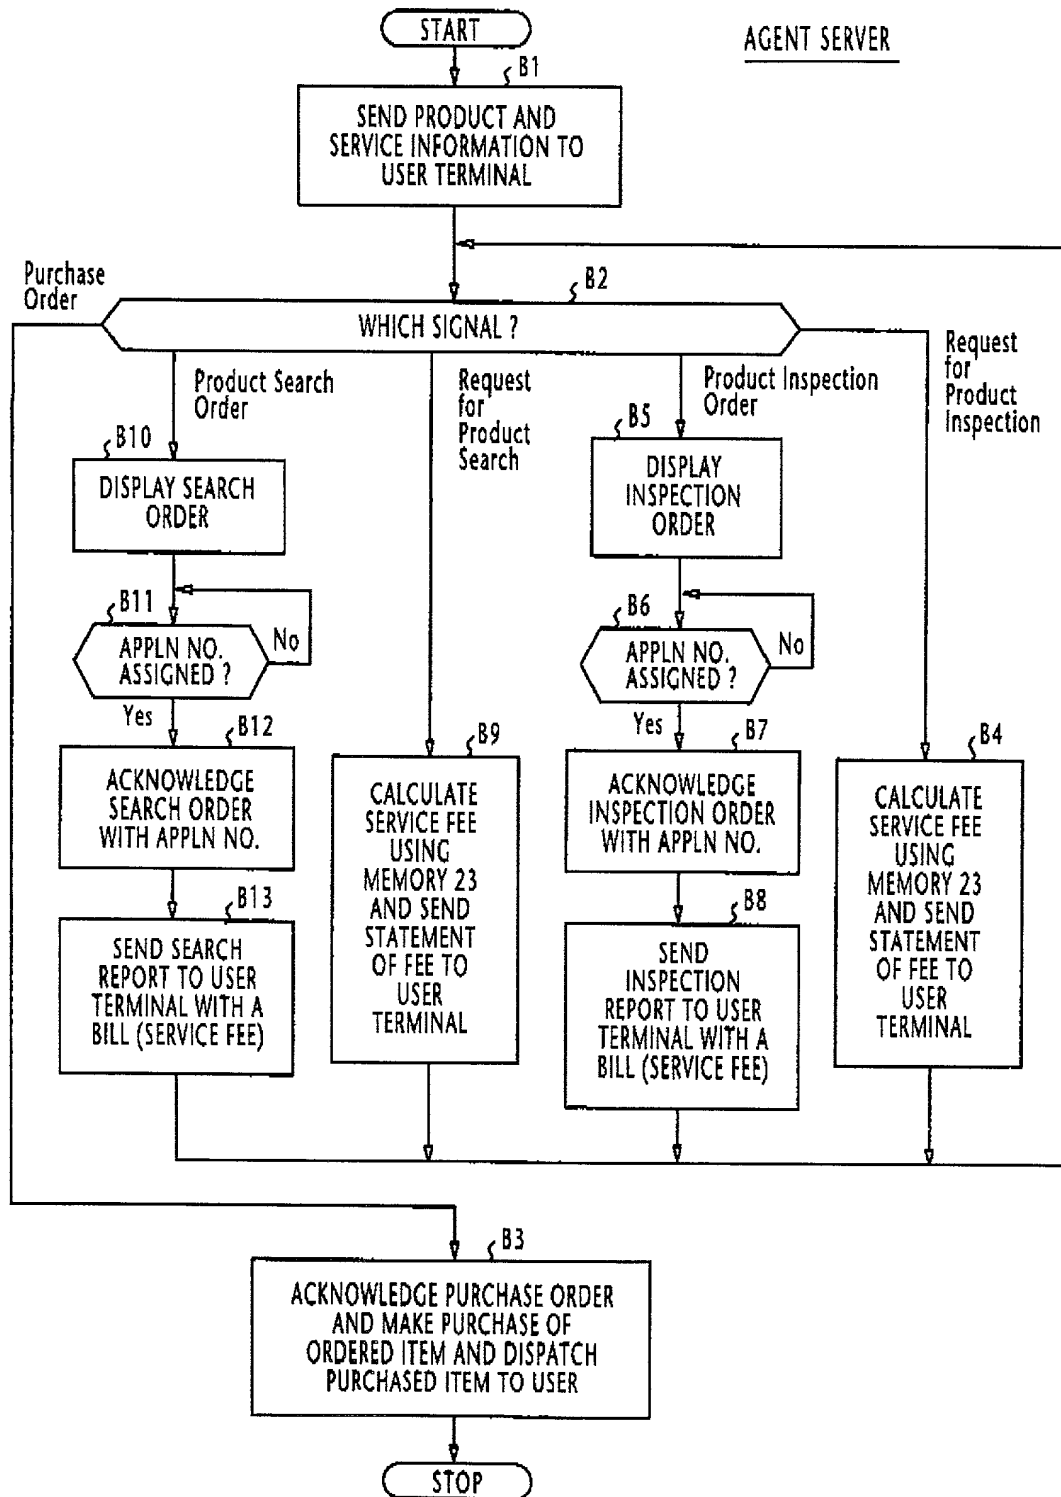 START
AGENT SERVER
B1
SEND PRODUCT AND
SERVICE INFORMATION TO
USER TERMINAL
Purchase
Order
B2
WHICH SIGNAL ?
Product Search
Order
Request
for
Product
Search
Product Inspection
Order
Request
for
Product
Inspection
B10
DISPLAY SEARCH
ORDER
B5
DISPLAY
INSPECTION
ORDER
B11
APPLN NO.
ASSIGNED ?
No
Yes
B6
APPLN NO.
ASSIGNED ?
No
Yes
B12
ACKNOWLEDGE
SEARCH ORDER
WITH APPLN NO.
B9
CALCULATE
SERVICE FEE
USING
MEMORY 23
AND SEND
STATEMENT
OF FEE TO
USER
TERMINAL
B7
ACKNOWLEDGE
INSPECTION ORDER
WITH APPLN NO.
B4
CALCULATE
SERVICE FEE
USING
MEMORY 23
AND SEND
STATEMENT
OF FEE TO
USER
TERMINAL
B13
SEND SEARCH
REPORT TO USER
TERMINAL WITH A
BILL (SERVICE FEE)
B8
SEND
INSPECTION
REPORT TO USER
TERMINAL WITH A
BILL (SERVICE FEE)
B3
ACKNOWLEDGE PURCHASE ORDER
AND MAKE PURCHASE OF
ORDERED ITEM AND DISPATCH
PURCHASED ITEM TO USER
STOP